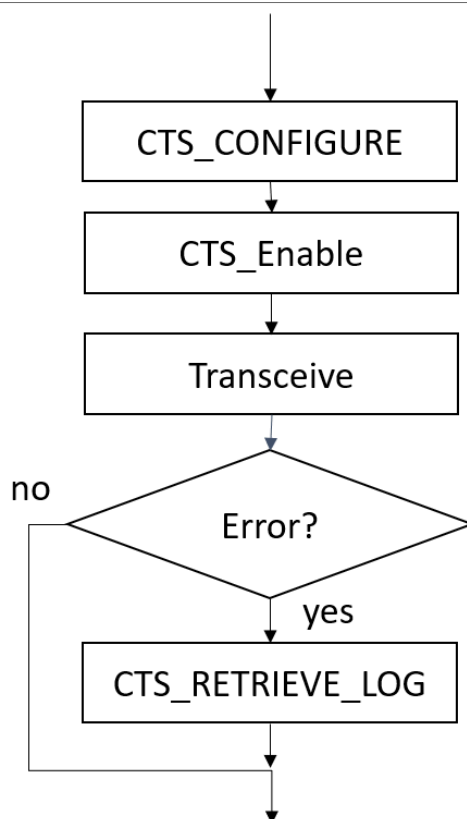 CTS_CONFIGURE
CTS_Enable
Transceive
no
Error?
yes
CTS_RETRIEVE_LOG